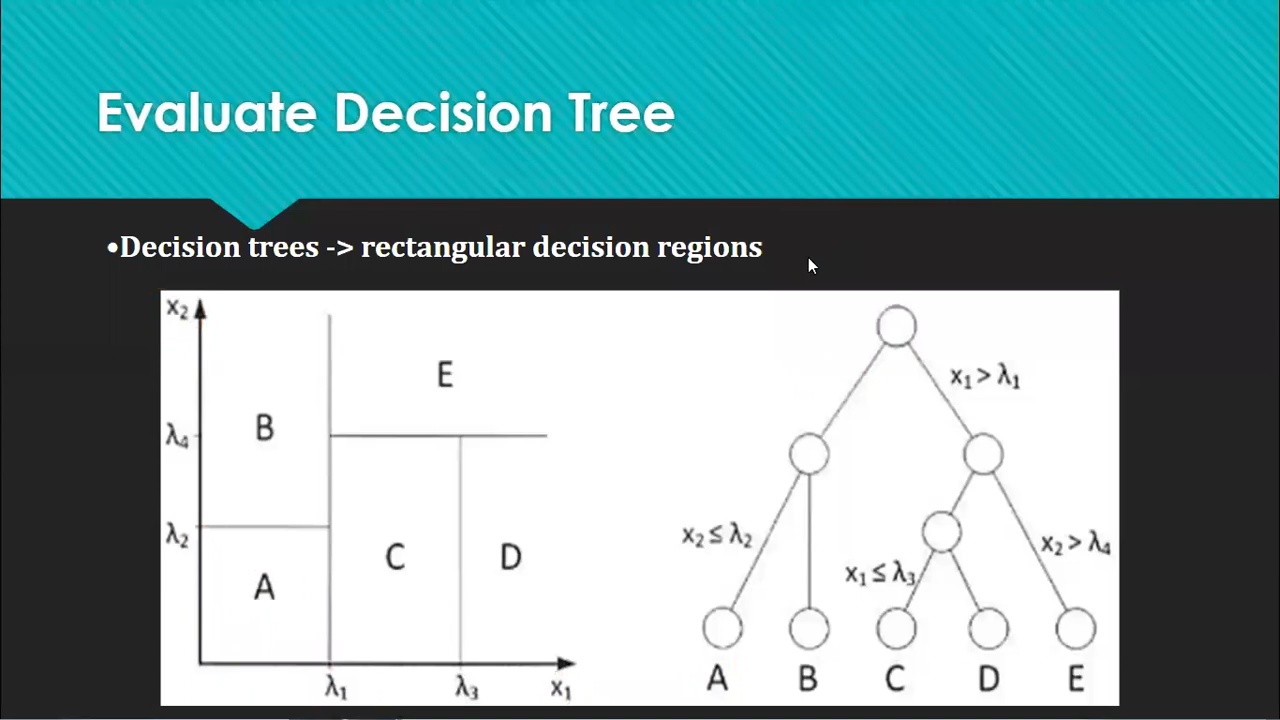 Evaluate Decision Tree
•Decision trees -> rectangular decision regions
x₂
E
B
λ₄
λ₂
C
D
A
λ₁
λ₃
x₁
x₁ > λ₁
x₂ ≤ λ₂
x₂ > λ₄
x₁ ≤ λ₃
A
B
C
D
E